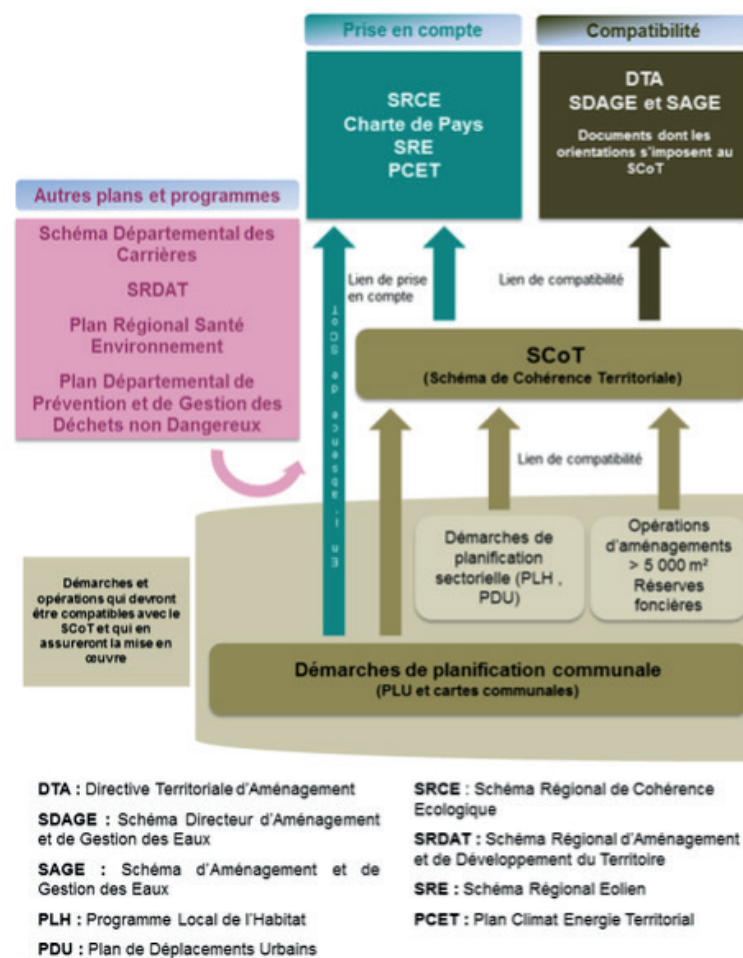 Prise en compte
SRCE
Charte de Pays
SRE
PCET
Compatibilité
DTA
SDAGE et SAGE
Documents dont les
orientations s'imposent au
SCoT
Autres plans et programmes
Schéma Départemental des
Carrières
SRDAT
Plan Régional Santé
Environnement
Plan Départemental de
Prévention et de Gestion des
Déchets non Dangereux
Lien de prise
en compte
Lien de compatibilité
En l'absence de SCoT
SCoT
(Schéma de Cohérence Territoriale)
Lien de compatibilité
Démarches de
planification
sectorielle (PLH ,
PDU)
Opérations
d'aménagements
> 5 000 m²
Réserves
foncières
Démarches et
opérations qui devront
être compatibles avec le
SCoT et qui en
assureront la mise en
œuvre
Démarches de planification communale
(PLU et cartes communales)
DTA : Directive Territoriale d'Aménagement
SDAGE : Schéma Directeur d'Aménagement
et de Gestion des Eaux
SAGE : Schéma d'Aménagement et de
Gestion des Eaux
PLH : Programme Local de l'Habitat
PDU : Plan de Déplacements Urbains
SRCE : Schéma Régional de Cohérence
Ecologique
SRDAT : Schéma Régional d'Aménagement
et de Développement du Territoire
SRE : Schéma Régional Eolien
PCET : Plan Climat Energie Territorial